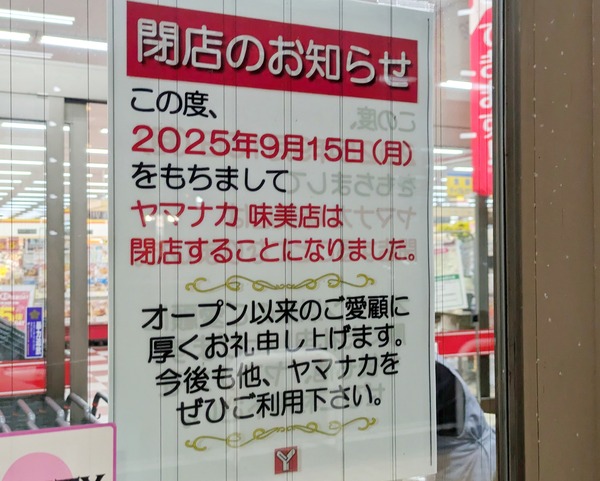 閉店のお知らせ
この度、
2025年9月15日(月)
をもちまして
ヤマナカ 味美店は
閉店することになりました。
オープン以来のご愛顧に
厚くお礼申し上げます。
今後も他、ヤマナカを
ぜひご利用下さい。
Y